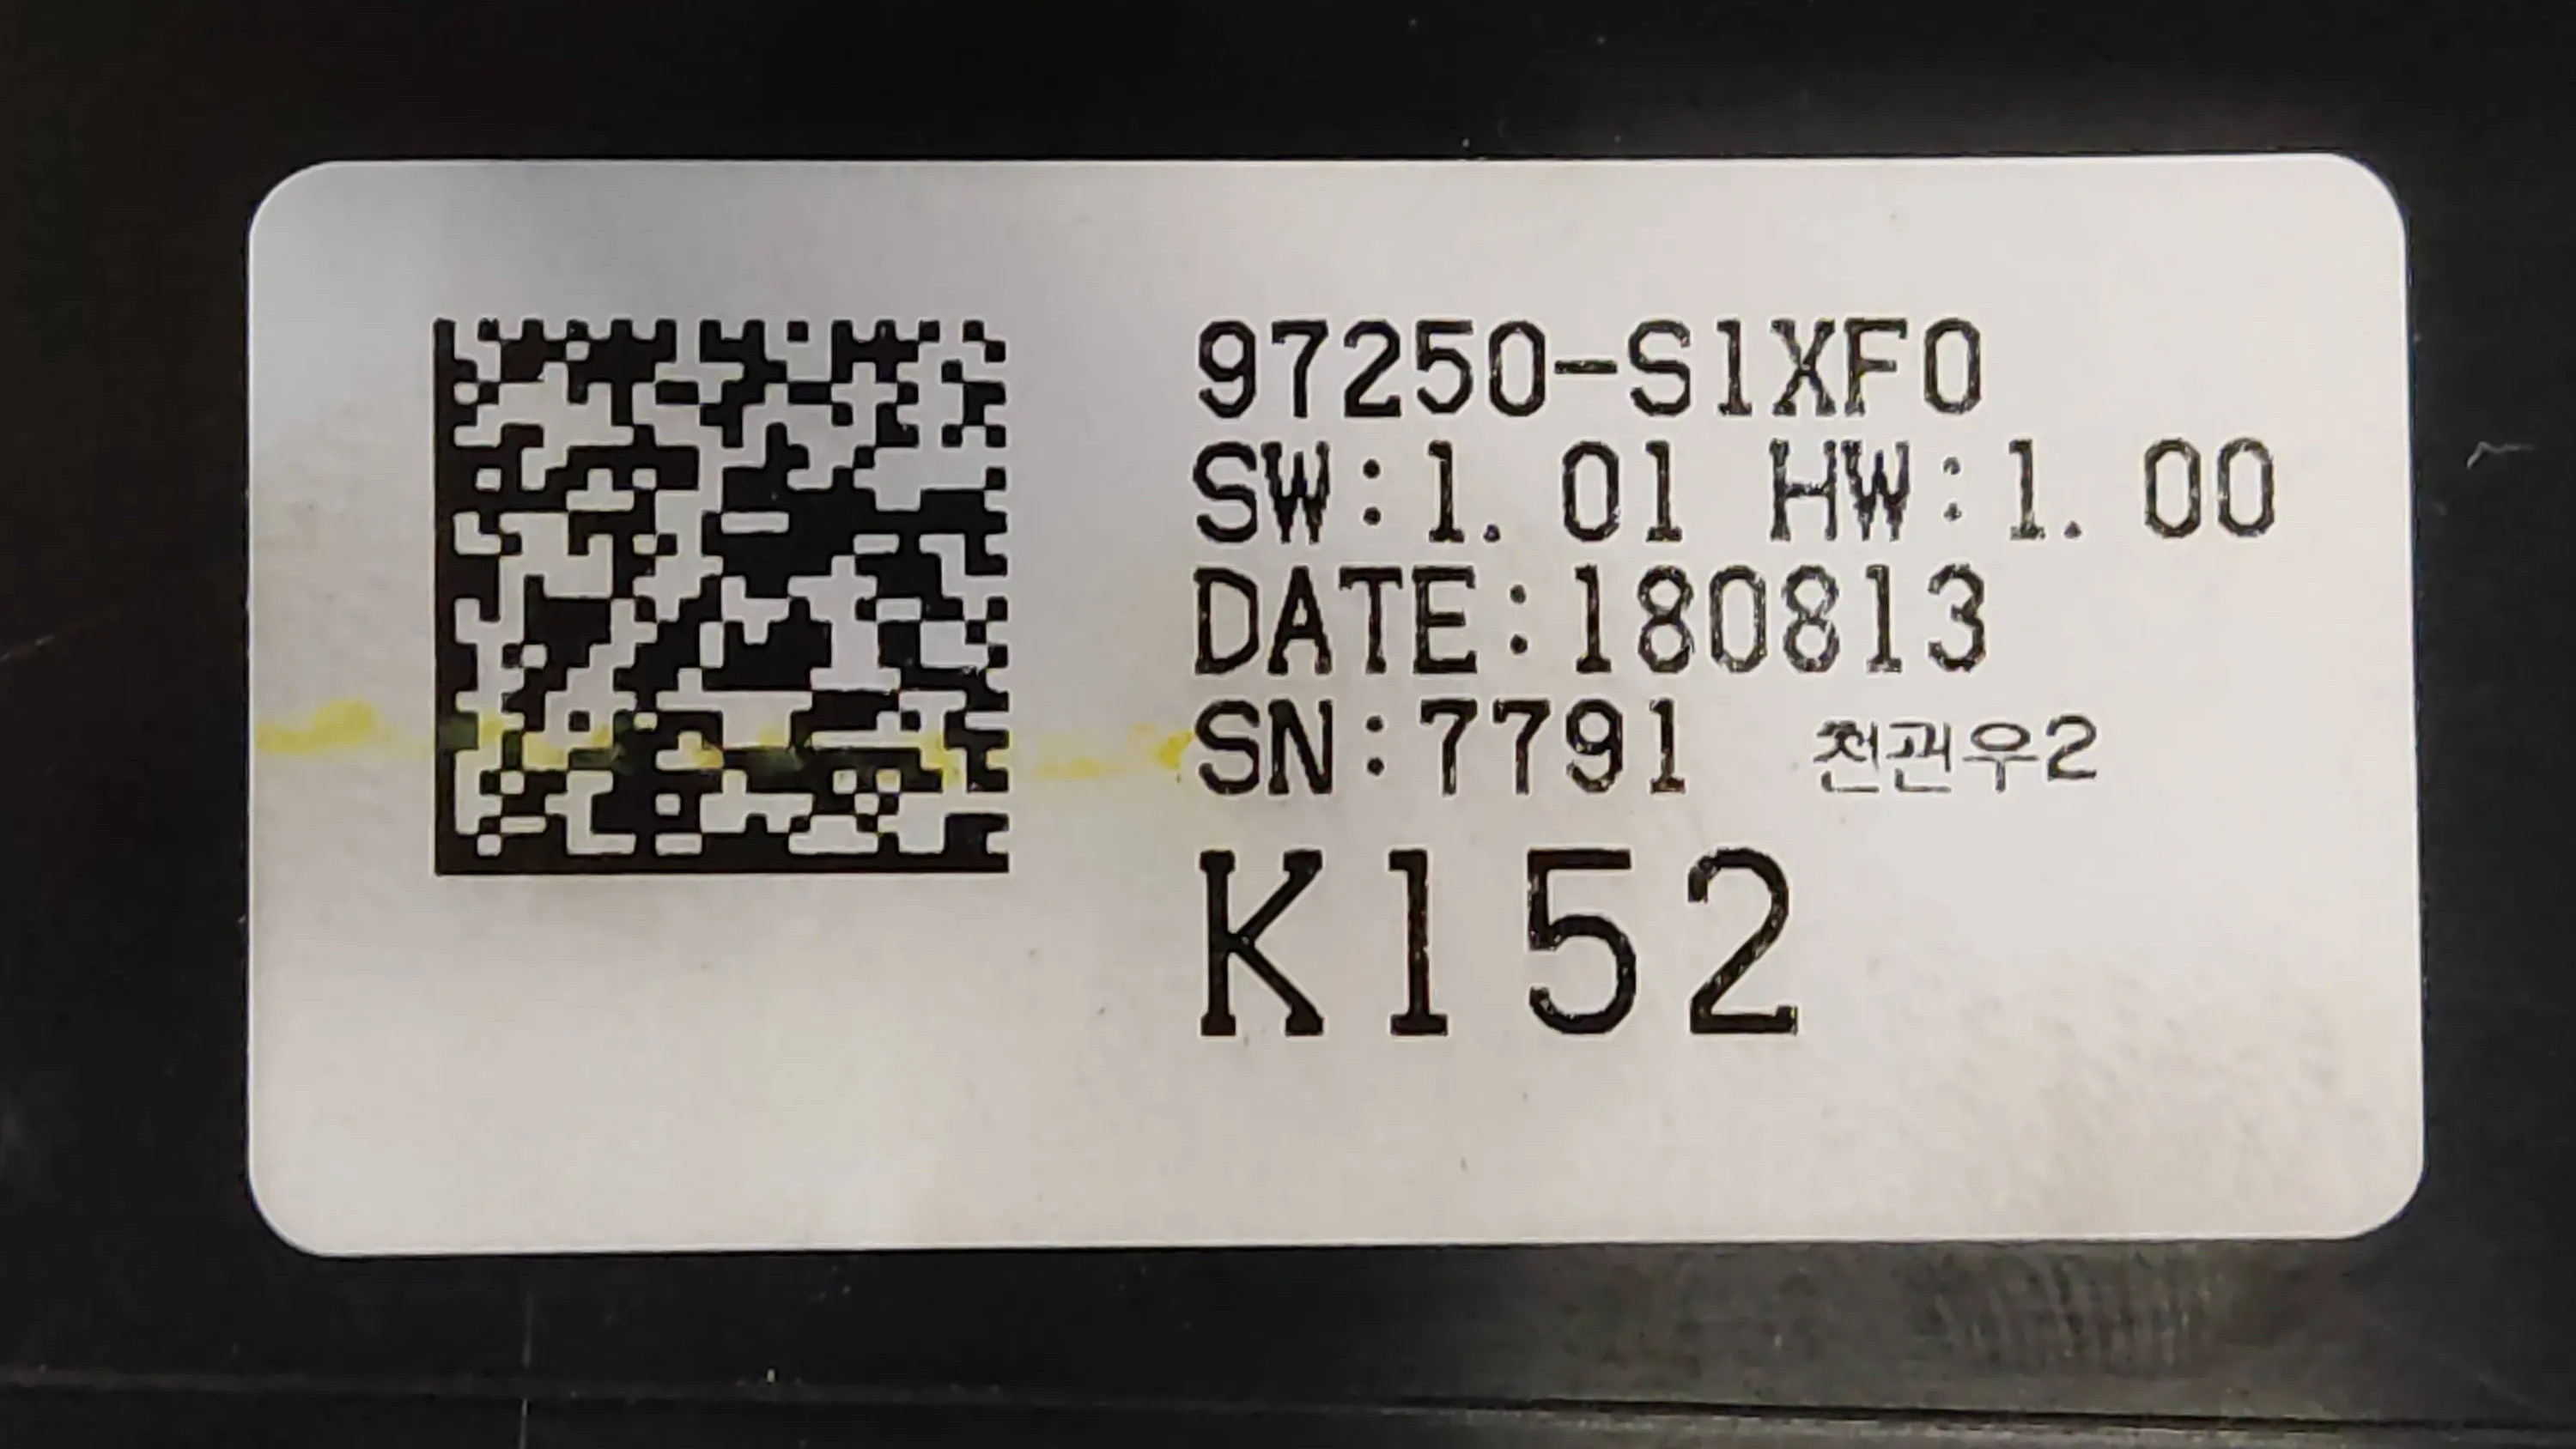 97250-S1XF0
SW:1.01 HW:1.00
DATE:180813
SN:7791 천관우2
K152